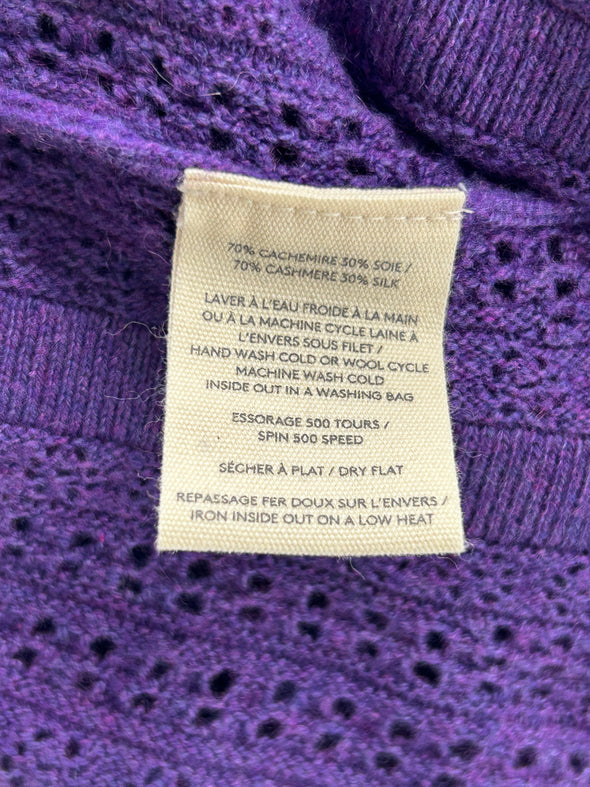 70% CACHEMIRE 30% SOIE /
70% CASHMERE 30% SILK
LAVER À L'EAU FROIDE À LA MAIN
OU À LA MACHINE CYCLE LAINE À
L'ENVERS SOUS FILET /
HAND WASH COLD OR WOOL CYCLE
MACHINE WASH COLD
INSIDE OUT IN A WASHING BAG
ESSORAGE 500 TOURS /
SPIN 500 SPEED
SÉCHER À PLAT / DRY FLAT
REPASSAGE FER DOUX SUR L'ENVERS /
IRON INSIDE OUT ON A LOW HEAT